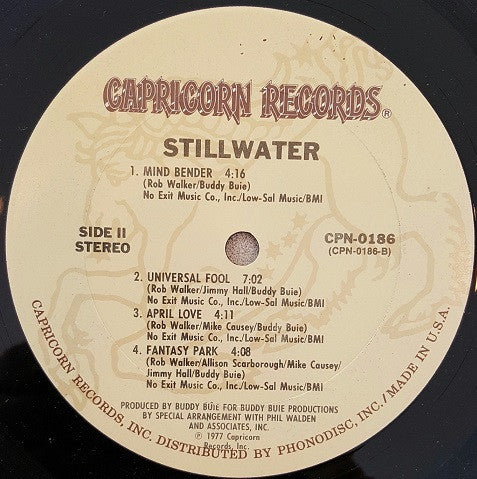 CAPRICORN RECORDS®
STILLWATER
1. MIND BENDER 4:16
(Rob Walker/Buddy Buie)
No Exit Music Co., Inc./Low-Sal Music/BMI
SIDE II
STEREO
CPN-0186
(CPN-0186-B)
2. UNIVERSAL FOOL 7:02
(Rob Walker/Jimmy Hall/Buddy Buie)
No Exit Music Co., Inc./Low-Sal Music/BMI
3. APRIL LOVE 4:11
(Rob Walker/Mike Causey/Buddy Buie)
No Exit Music Co., Inc./Low-Sal Music/BMI
4. FANTASY PARK 4:08
(Rob Walker/Allison Scarborough/Mike Causey/
Jimmy Hall/Buddy Buie)
No Exit Music Co., Inc./Low-Sal Music/BMI
PRODUCED BY BUDDY BUIE FOR BUDDY BUIE PRODUCTIONS
BY SPECIAL ARRANGEMENT WITH PHIL WALDEN
AND ASSOCIATES, INC.
℗ 1977 Capricorn
Records, Inc.
CAPRICORN RECORDS, INC. DISTRIBUTED BY PHONODISC, INC./MADE IN U.S.A.